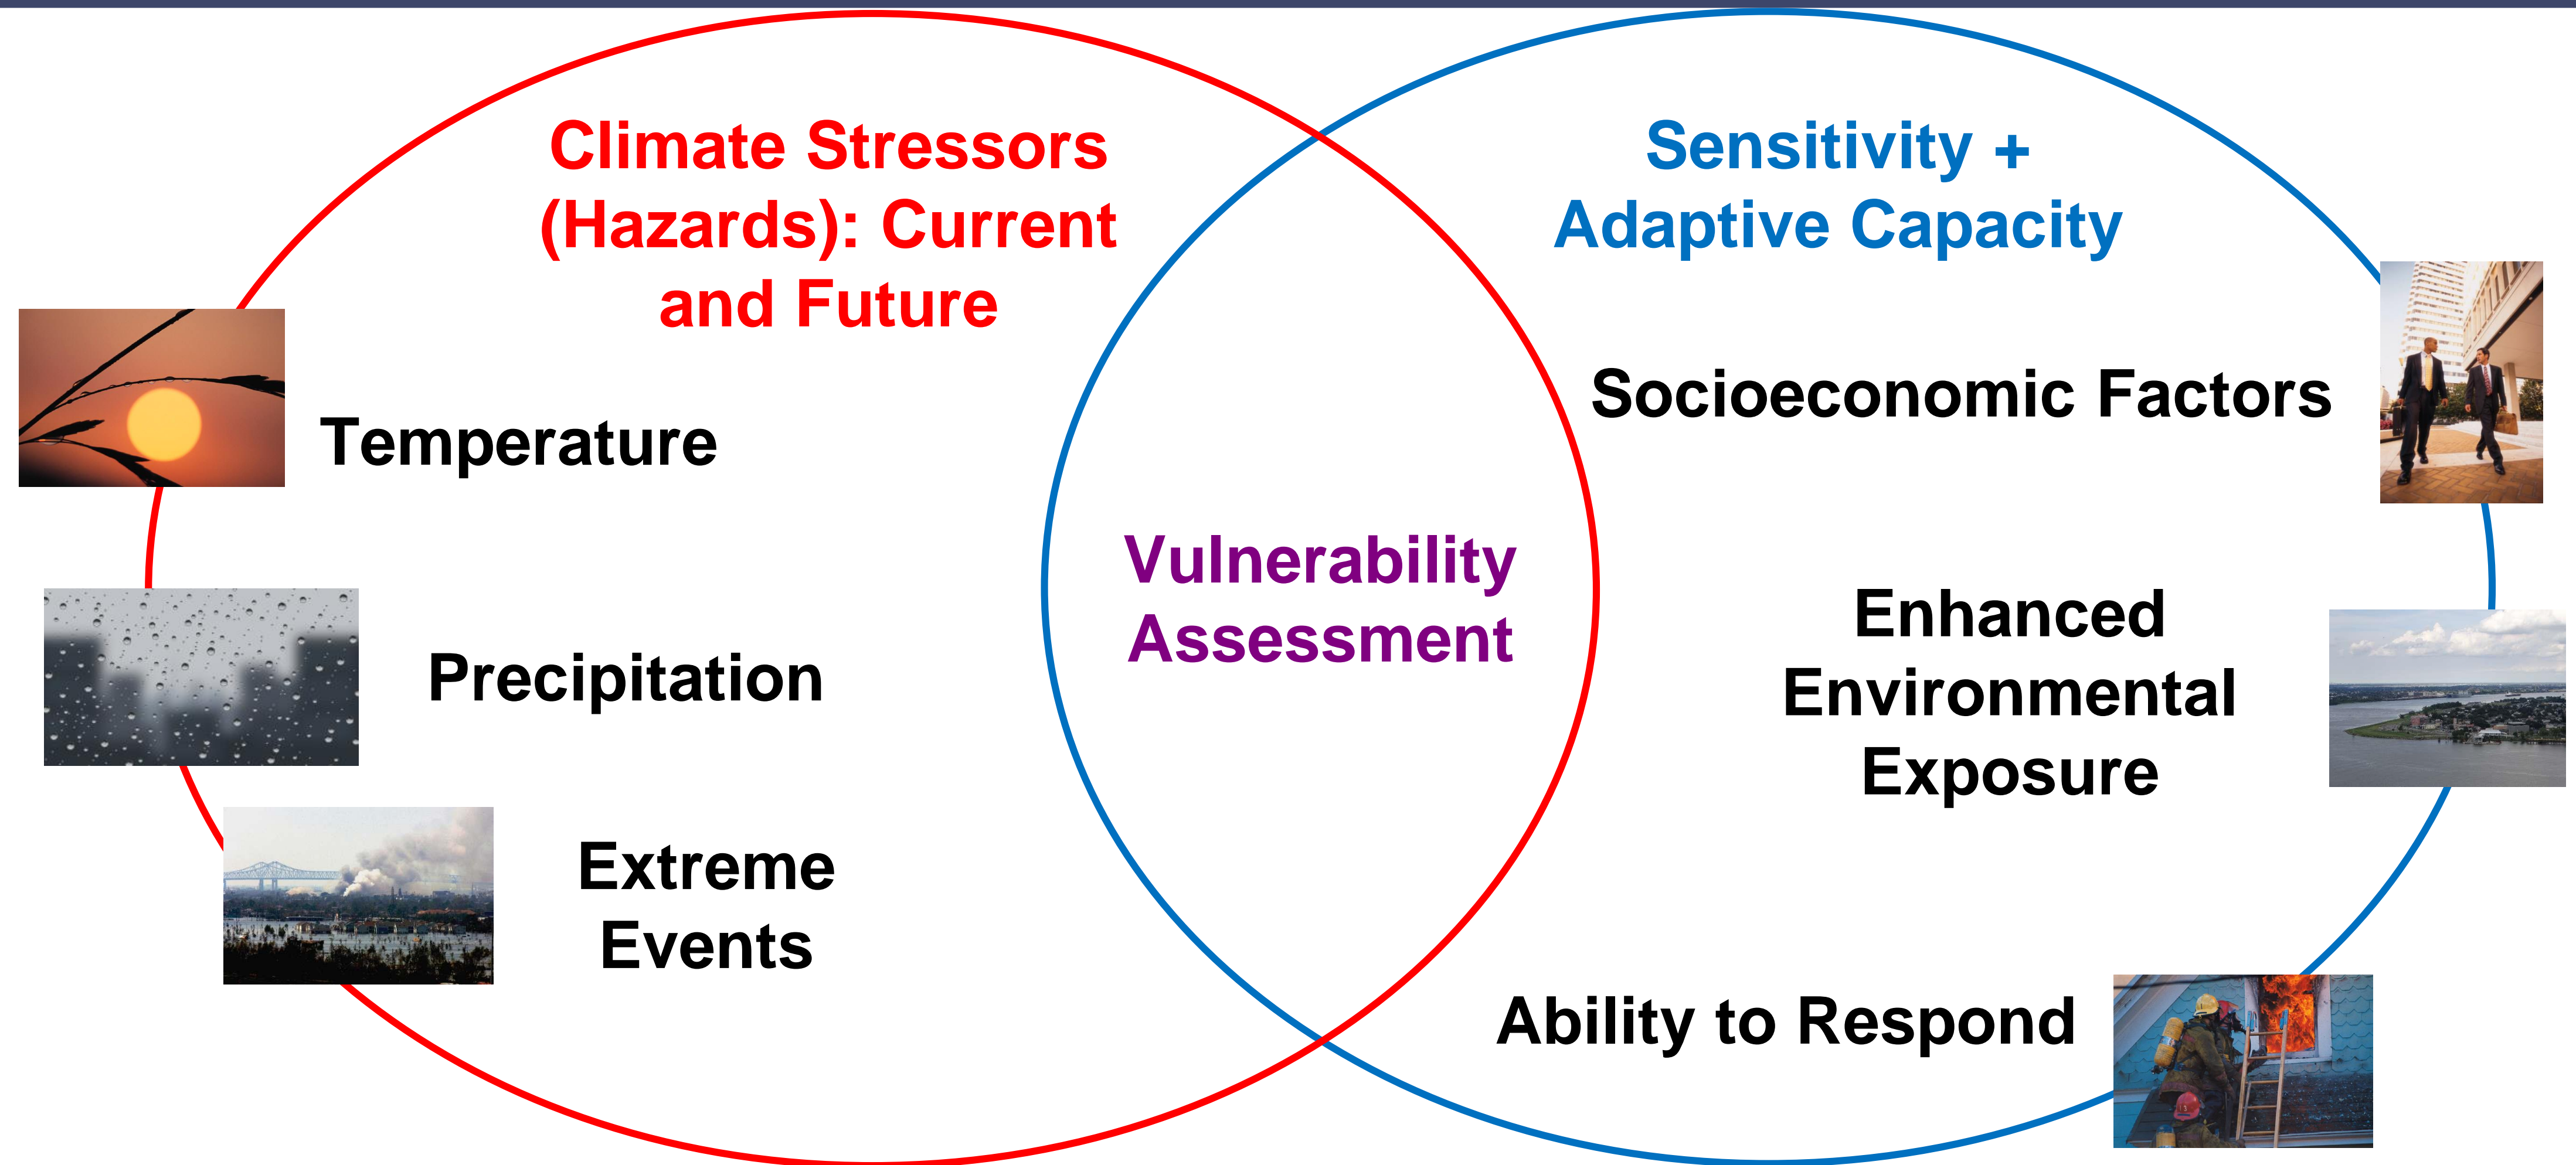 Climate Stressors
(Hazards): Current
and Future
Temperature
Precipitation
Extreme
Events
Vulnerability
Assessment
Sensitivity +
Adaptive Capacity
Socioeconomic Factors
Enhanced
Environmental
Exposure
Ability to Respond